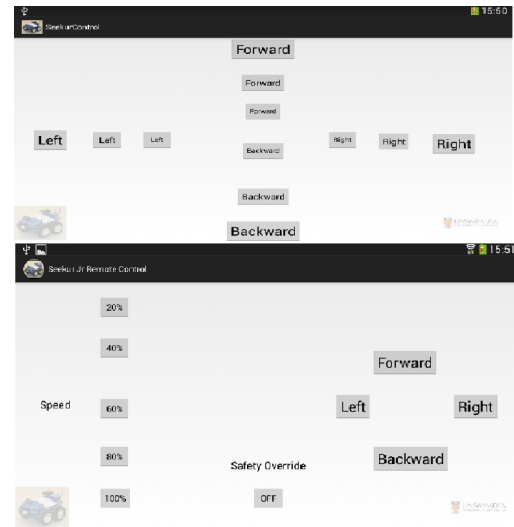 15:50
SeekurControl
Forward
Forward
Forward
Left Left Left Right Right Right
Backward
Backward
Backward
15:51
Seekur Jr Remote Control
20%
40%
Forward
Speed 60% Left Right
80% Backward
Safety Override
100% OFF